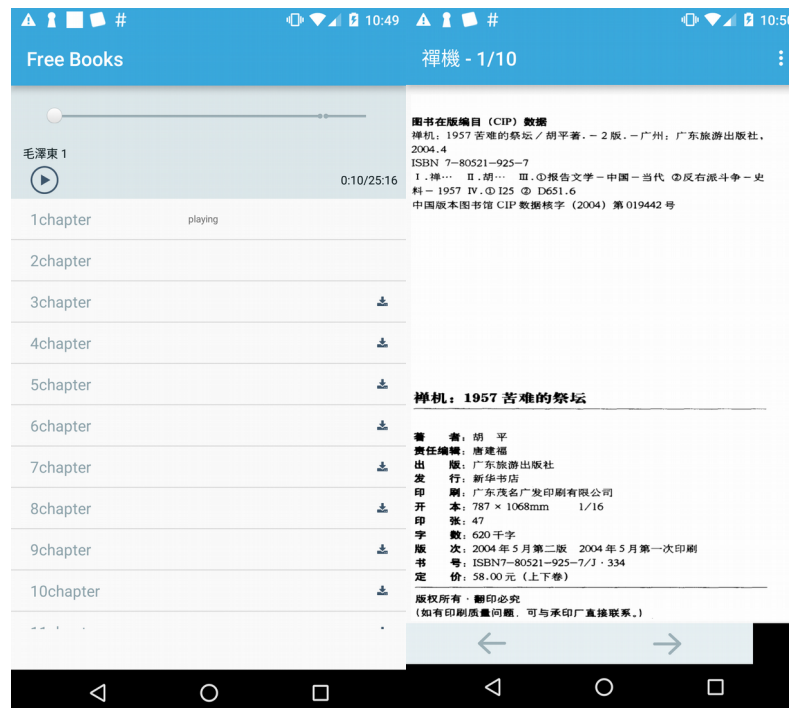 # 10:49
Free Books
毛澤東 1
0:10/25:16
1chapter playing
2chapter
3chapter
4chapter
5chapter
6chapter
7chapter
8chapter
9chapter
10chapter
# 10:50
禪機 - 1/10
图书在版编目（CIP）数据
禅机：1957 苦难的祭坛／胡平著．－2 版．－广州：广东旅游出版社，
2004.4
ISBN 7－80521－925－7
Ⅰ.禅… Ⅱ.胡… Ⅲ.①报告文学－中国－当代 ②反右派斗争－史
料－1957 Ⅳ.①I25 ② D651.6
中国版本图书馆 CIP 数据核字（2004）第 019442 号
禅机：1957 苦难的祭坛
著 者：胡 平
责任编辑：唐建福
出 版：广东旅游出版社
发 行：新华书店
印 刷：广东茂名广发印刷有限公司
开 本：787 × 1068mm 1/16
印 张：47
字 数：620 千字
版 次：2004 年 5 月第二版 2004 年 5 月第一次印刷
书 号：ISBN7－80521－925－7/J · 334
定 价：58.00 元（上下卷）
版权所有 · 翻印必究
（如有印刷质量问题，可与承印厂直接联系。）